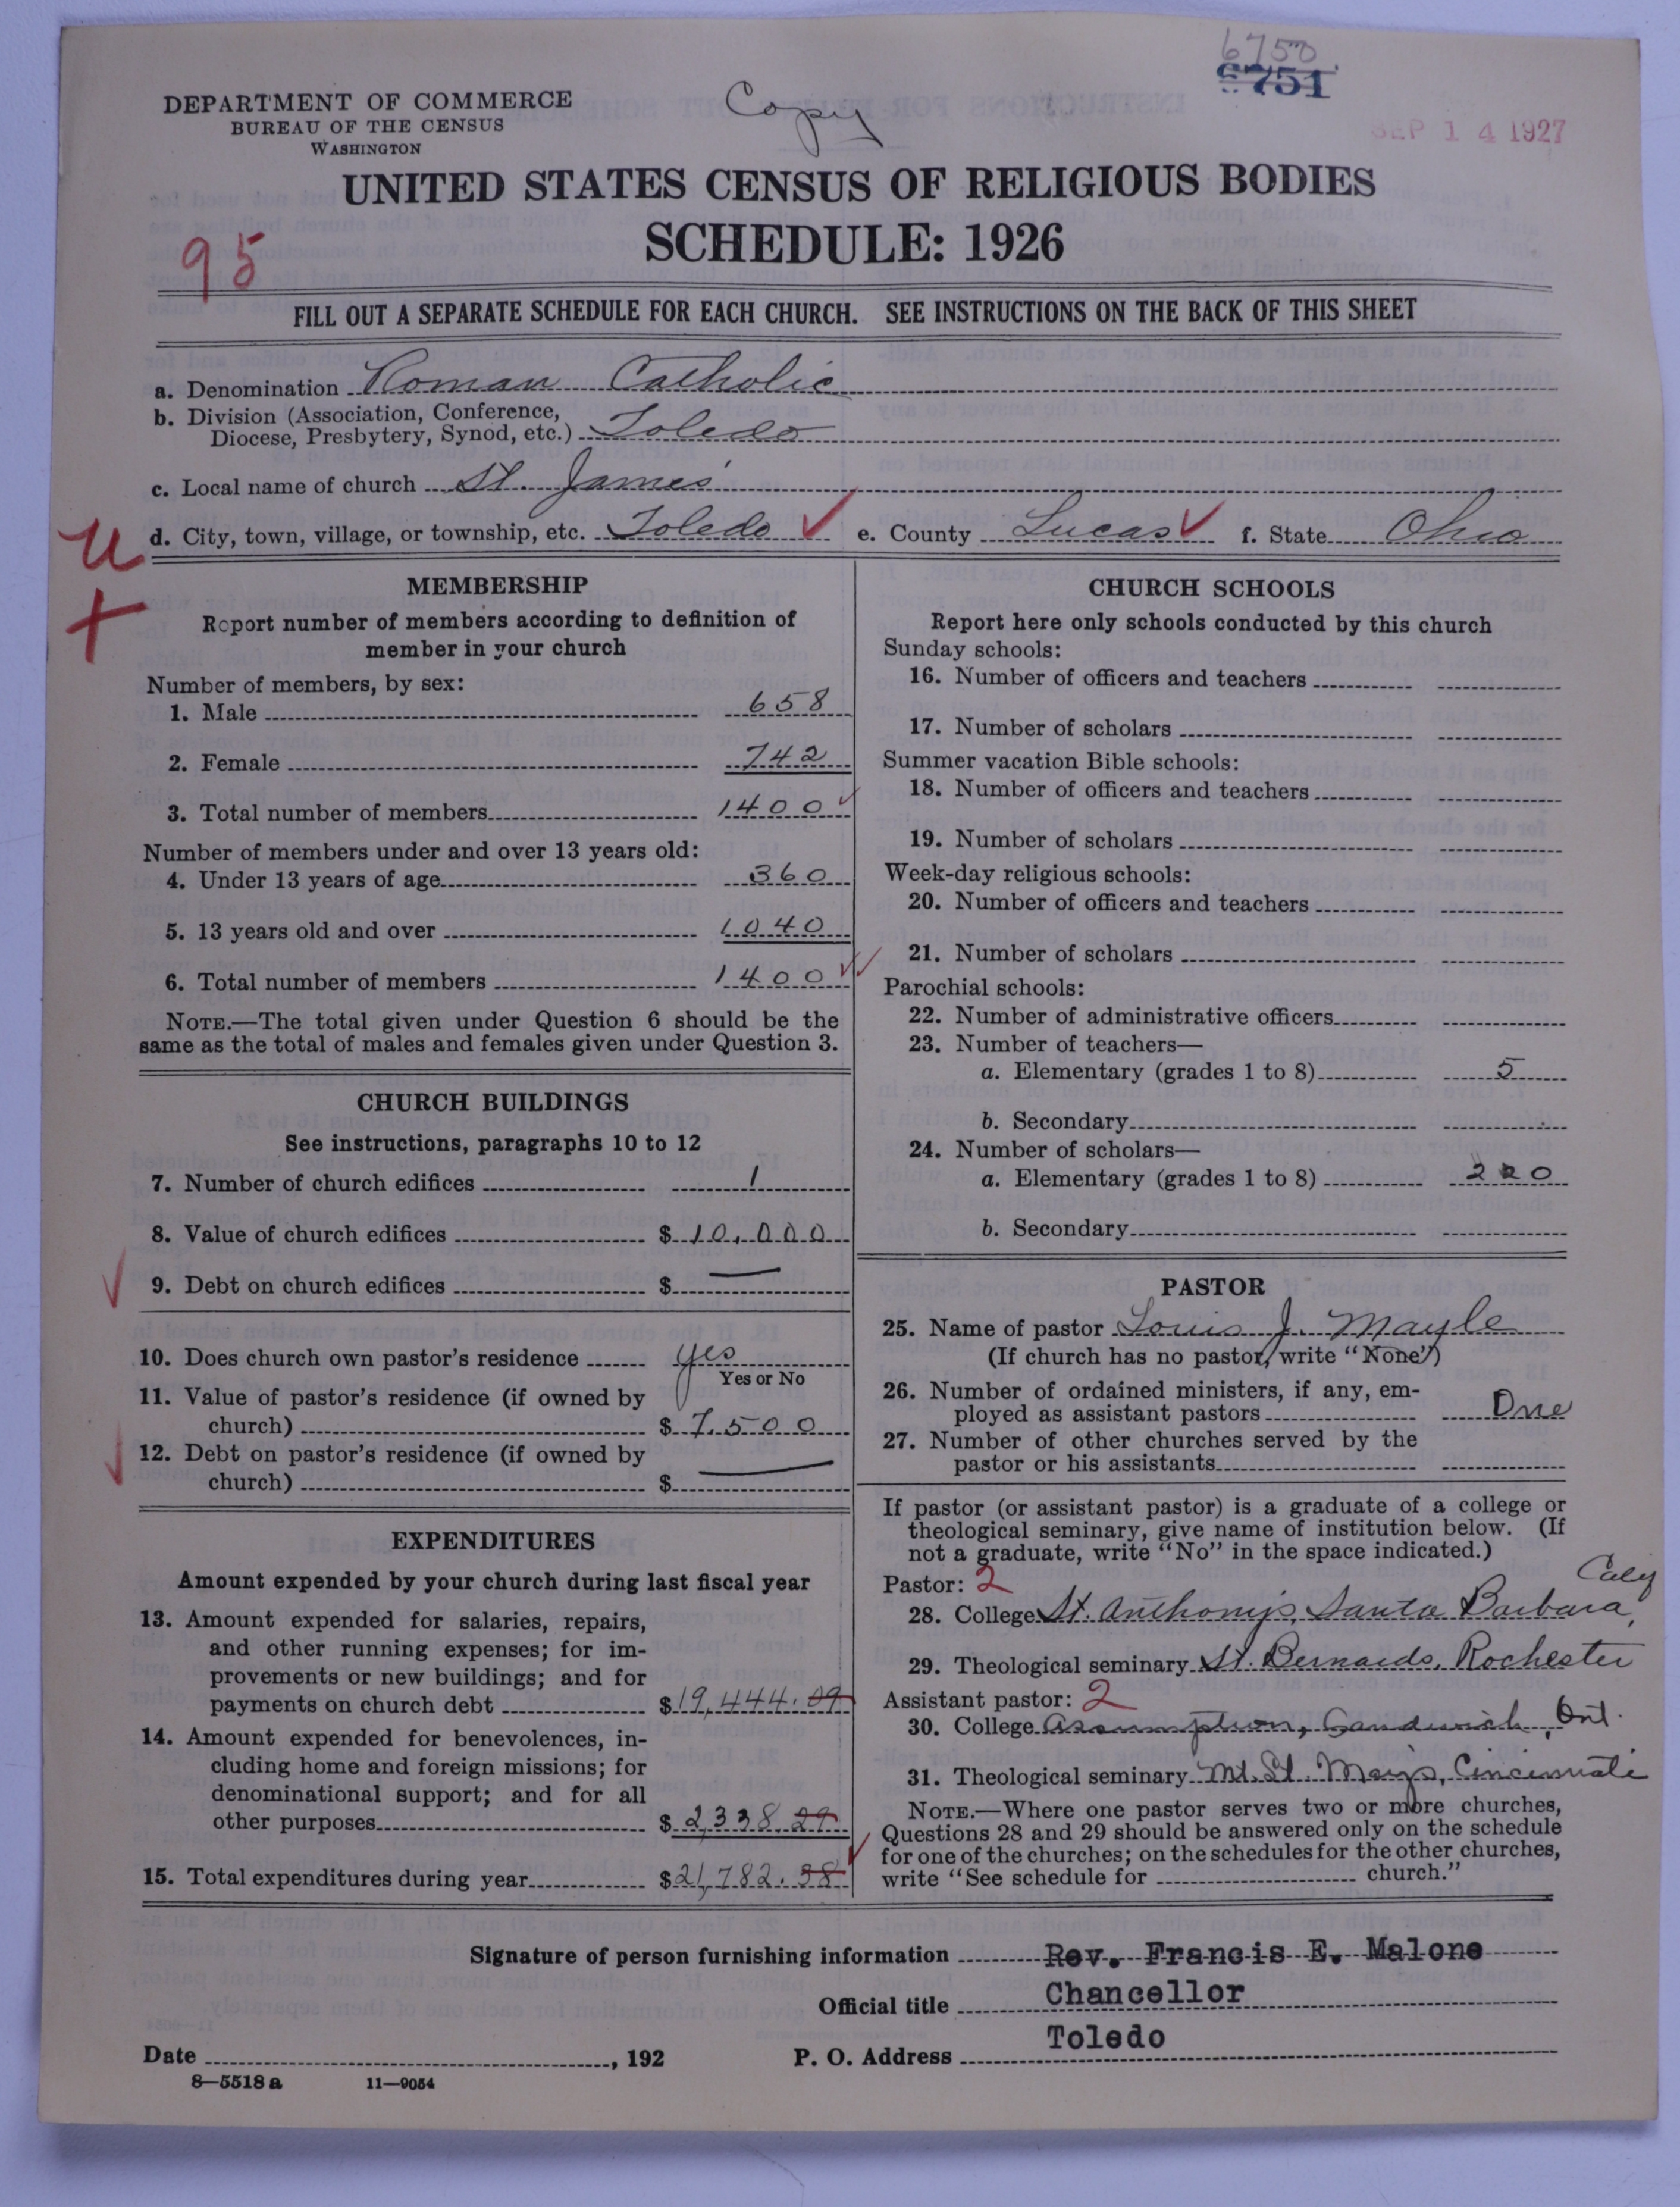 6750
6751
DEPARTMENT OF COMMERCE
BUREAU OF THE CENSUS
WASHINGTON
Copy
SEP 14 1927
UNITED STATES CENSUS OF RELIGIOUS BODIES
SCHEDULE: 1926
95
FILL OUT A SEPARATE SCHEDULE FOR EACH CHURCH. SEE INSTRUCTIONS ON THE BACK OF THIS SHEET
a. Denomination Roman Catholic
b. Division (Association, Conference,
Diocese, Presbytery, Synod, etc.) Toledo
c. Local name of church St. James'
d. City, town, village, or township, etc. Toledo ✓ e. County Lucas ✓ f. State Ohio
u
+
MEMBERSHIP
Report number of members according to definition of
member in your church
Number of members, by sex:
1. Male 658
2. Female 742
3. Total number of members 1400
Number of members under and over 13 years old:
4. Under 13 years of age 360
5. 13 years old and over 1040
6. Total number of members 1400
NOTE.—The total given under Question 6 should be the
same as the total of males and females given under Question 3.
CHURCH BUILDINGS
See instructions, paragraphs 10 to 12
7. Number of church edifices 1
8. Value of church edifices $10,000
9. Debt on church edifices $ —
10. Does church own pastor's residence yes
Yes or No
11. Value of pastor's residence (if owned by
church) $7,500
12. Debt on pastor's residence (if owned by
church) $ —
EXPENDITURES
Amount expended by your church during last fiscal year
13. Amount expended for salaries, repairs,
and other running expenses; for im-
provements or new buildings; and for
payments on church debt $19,444.09
14. Amount expended for benevolences, in-
cluding home and foreign missions; for
denominational support; and for all
other purposes $2,338.29
15. Total expenditures during year $21,782.38
CHURCH SCHOOLS
Report here only schools conducted by this church
Sunday schools:
16. Number of officers and teachers
17. Number of scholars
Summer vacation Bible schools:
18. Number of officers and teachers
19. Number of scholars
Week-day religious schools:
20. Number of officers and teachers
21. Number of scholars
Parochial schools:
22. Number of administrative officers
23. Number of teachers—
a. Elementary (grades 1 to 8) 5
b. Secondary
24. Number of scholars—
a. Elementary (grades 1 to 8) 220
b. Secondary
PASTOR
25. Name of pastor Louis J. Mayle
(If church has no pastor, write "None")
26. Number of ordained ministers, if any, em-
ployed as assistant pastors One
27. Number of other churches served by the
pastor or his assistants
If pastor (or assistant pastor) is a graduate of a college or
theological seminary, give name of institution below. (If
not a graduate, write "No" in the space indicated.)
Pastor: 2
28. College St. Anthony's, Santa Barbara, Calif
29. Theological seminary St. Bernards, Rochester
Assistant pastor: 2
30. College Assumption, Sandwich, Ont.
31. Theological seminary Mt. St. Mary's, Cincinnati
NOTE.—Where one pastor serves two or more churches,
Questions 28 and 29 should be answered only on the schedule
for one of the churches; on the schedules for the other churches,
write "See schedule for church."
Signature of person furnishing information Rev. Francis E. Malone
Official title Chancellor
Date , 192 P. O. Address Toledo
8—5518a 11—9054